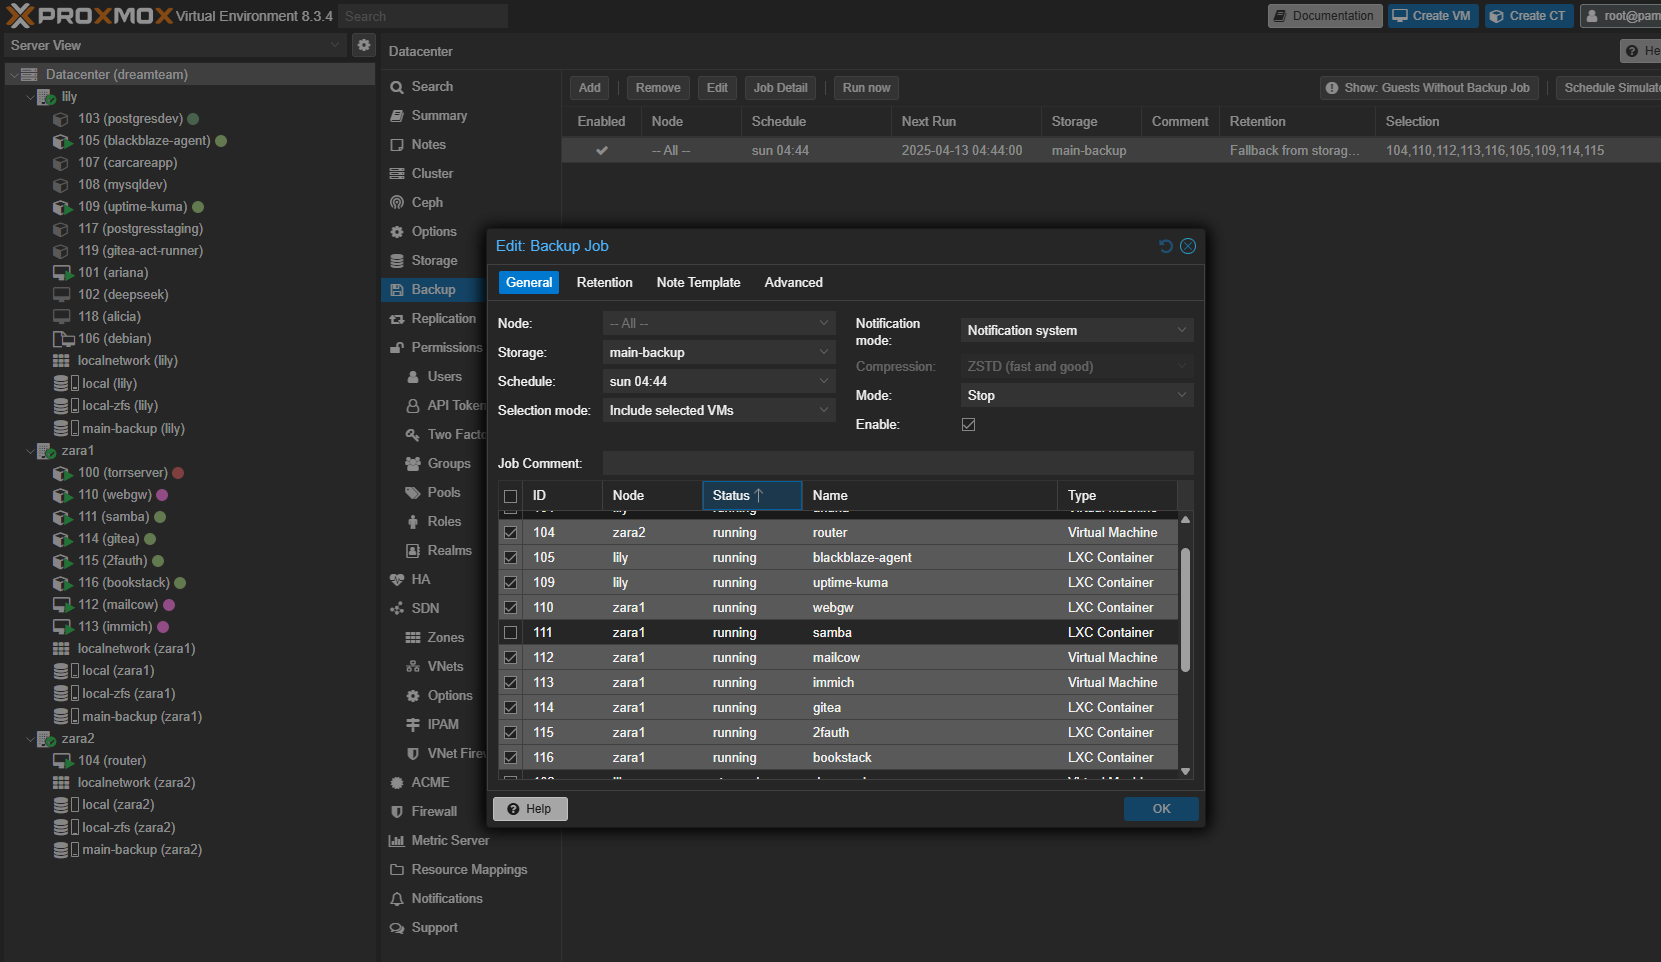 PROXMOX Virtual Environment 8.3.4 Search Documentation Create VM Create CT root@pam
Server View
Datacenter (dreamteam)
lily
103 (postgresdev)
105 (blackblaze-agent)
107 (carcareapp)
108 (mysqldev)
109 (uptime-kuma)
117 (postgresstaging)
119 (gitea-act-runner)
101 (ariana)
102 (deepseek)
118 (alicia)
106 (debian)
localnetwork (lily)
local (lily)
local-zfs (lily)
main-backup (lily)
zara1
100 (torrserver)
110 (webgw)
111 (samba)
114 (gitea)
115 (2fauth)
116 (bookstack)
112 (mailcow)
113 (immich)
localnetwork (zara1)
local (zara1)
local-zfs (zara1)
main-backup (zara1)
zara2
104 (router)
localnetwork (zara2)
local (zara2)
local-zfs (zara2)
main-backup (zara2)
Datacenter He
Search
Summary
Notes
Cluster
Ceph
Options
Storage
Backup
Replication
Permissions
Users
API Token
Two Facto
Groups
Pools
Roles
Realms
HA
SDN
Zones
VNets
Options
IPAM
VNet Firew
ACME
Firewall
Metric Server
Resource Mappings
Notifications
Support
Add Remove Edit Job Detail Run now Show: Guests Without Backup Job Schedule Simulato
Enabled Node Schedule Next Run Storage Comment Retention Selection
-- All -- sun 04:44 2025-04-13 04:44:00 main-backup Fallback from storag... 104,110,112,113,116,105,109,114,115
Edit: Backup Job
General Retention Note Template Advanced
Node: -- All --
Storage: main-backup
Schedule: sun 04:44
Selection mode: Include selected VMs
Notification mode: Notification system
Compression: ZSTD (fast and good)
Mode: Stop
Enable:
Job Comment:
ID Node Status Name Type
104 zara2 running router Virtual Machine
105 lily running blackblaze-agent LXC Container
109 lily running uptime-kuma LXC Container
110 zara1 running webgw LXC Container
111 zara1 running samba LXC Container
112 zara1 running mailcow Virtual Machine
113 zara1 running immich Virtual Machine
114 zara1 running gitea LXC Container
115 zara1 running 2fauth LXC Container
116 zara1 running bookstack LXC Container
Help OK